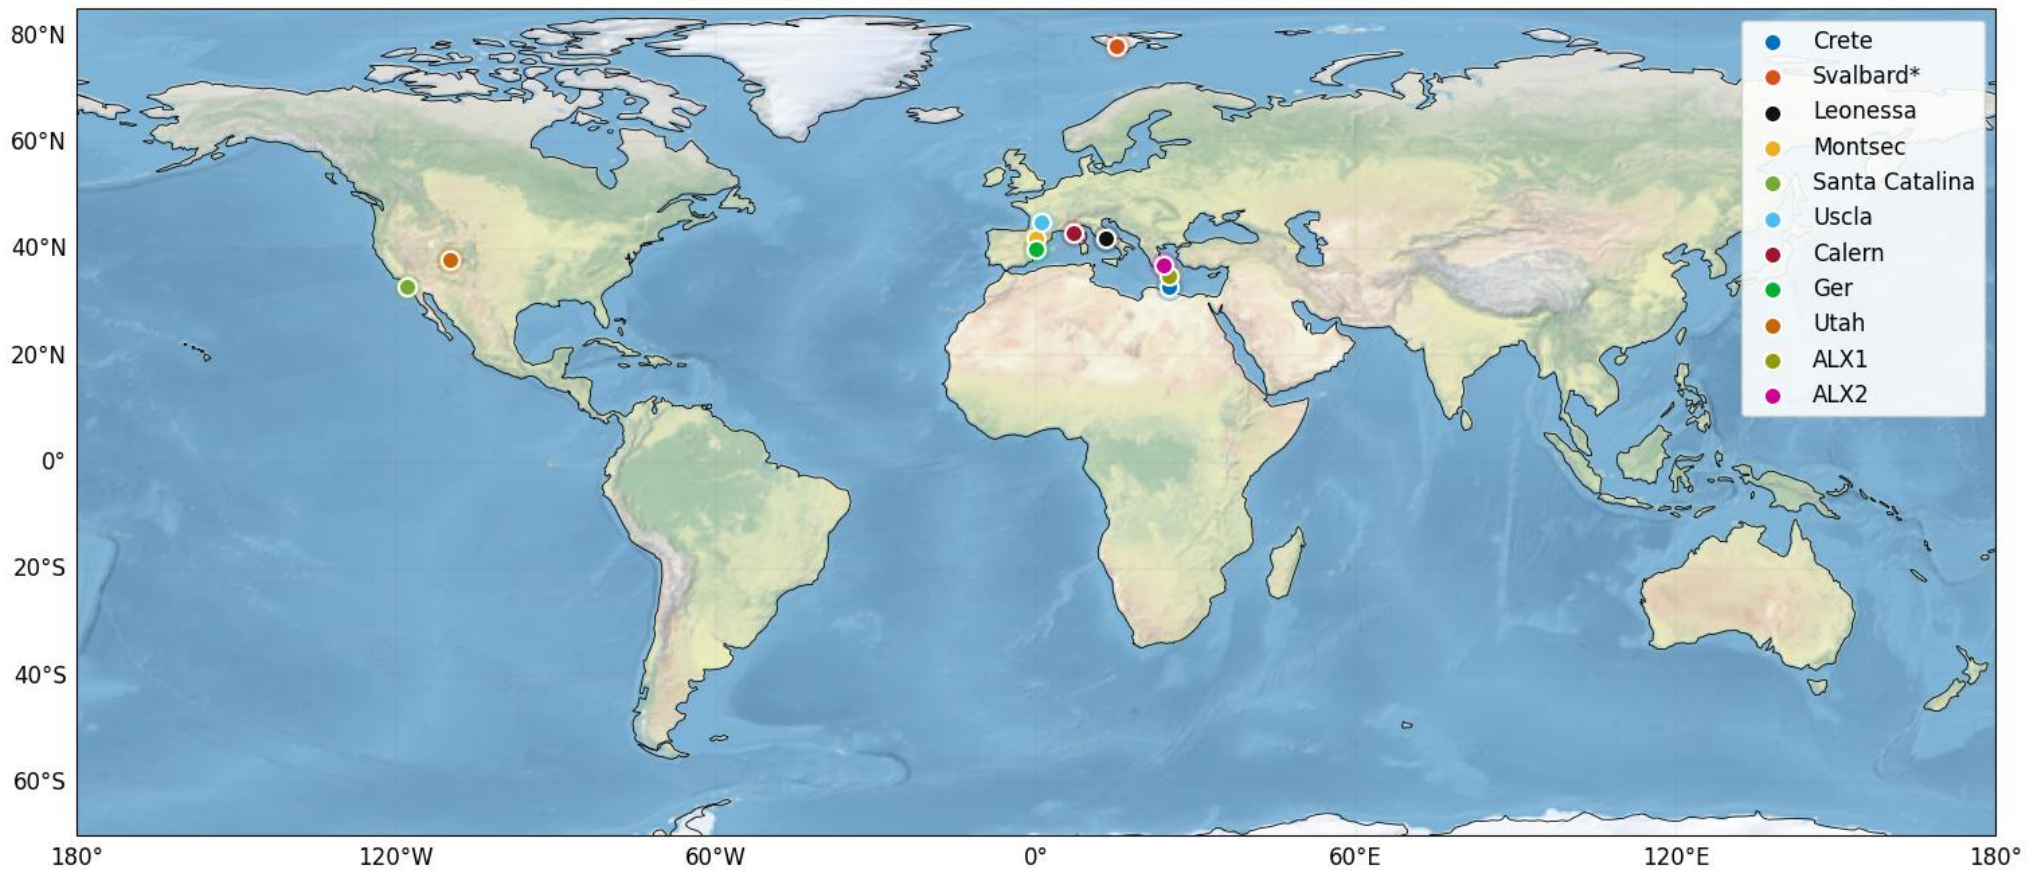 80°N
60°N
40°N
20°N
0°
20°S
40°S
60°S
180°
120°W
60°W
0°
60°E
120°E
180°
Crete
Svalbard*
Leonessa
Montsec
Santa Catalina
Uscla
Calern
Ger
Utah
ALX1
ALX2